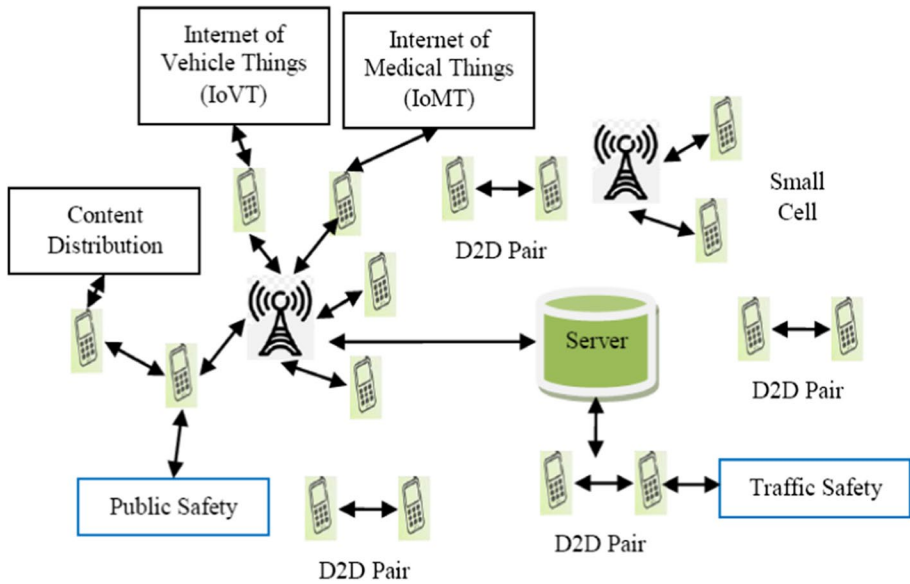 Internet of
Vehicle Things
(IoVT)
Internet of
Medical Things
(IoMT)
Small
Cell
Content
Distribution
D2D Pair
Server
D2D Pair
Public Safety
Traffic Safety
D2D Pair
D2D Pair